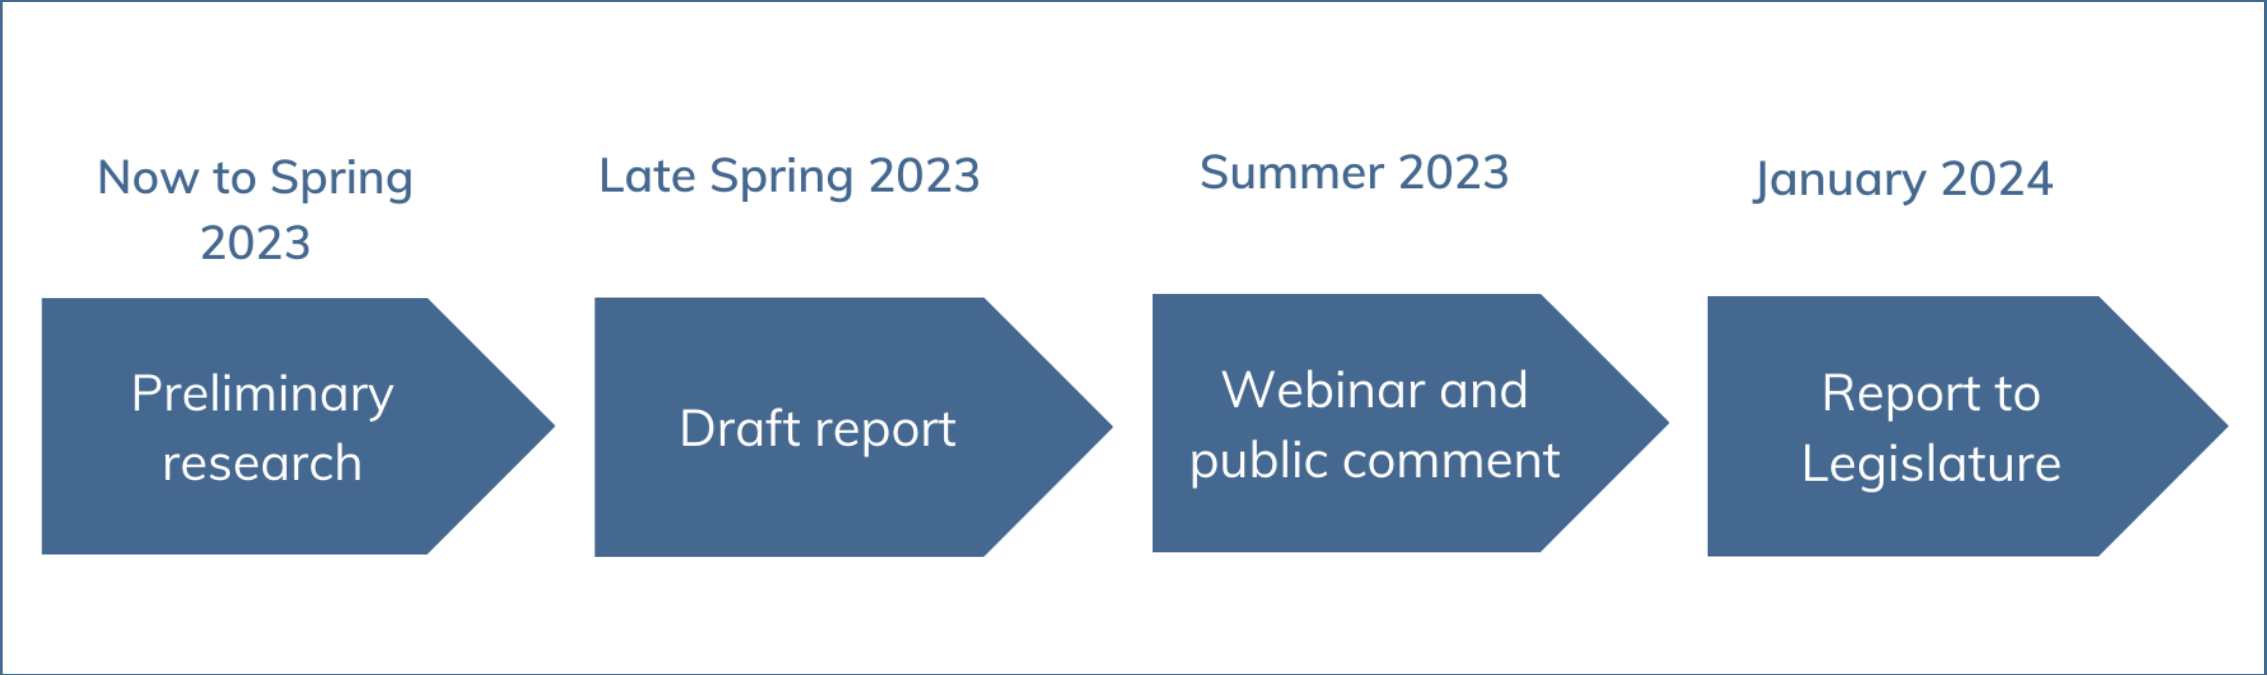 Now to Spring
2023
Preliminary
research
Late Spring 2023
Draft report
Summer 2023
Webinar and
public comment
January 2024
Report to
Legislature